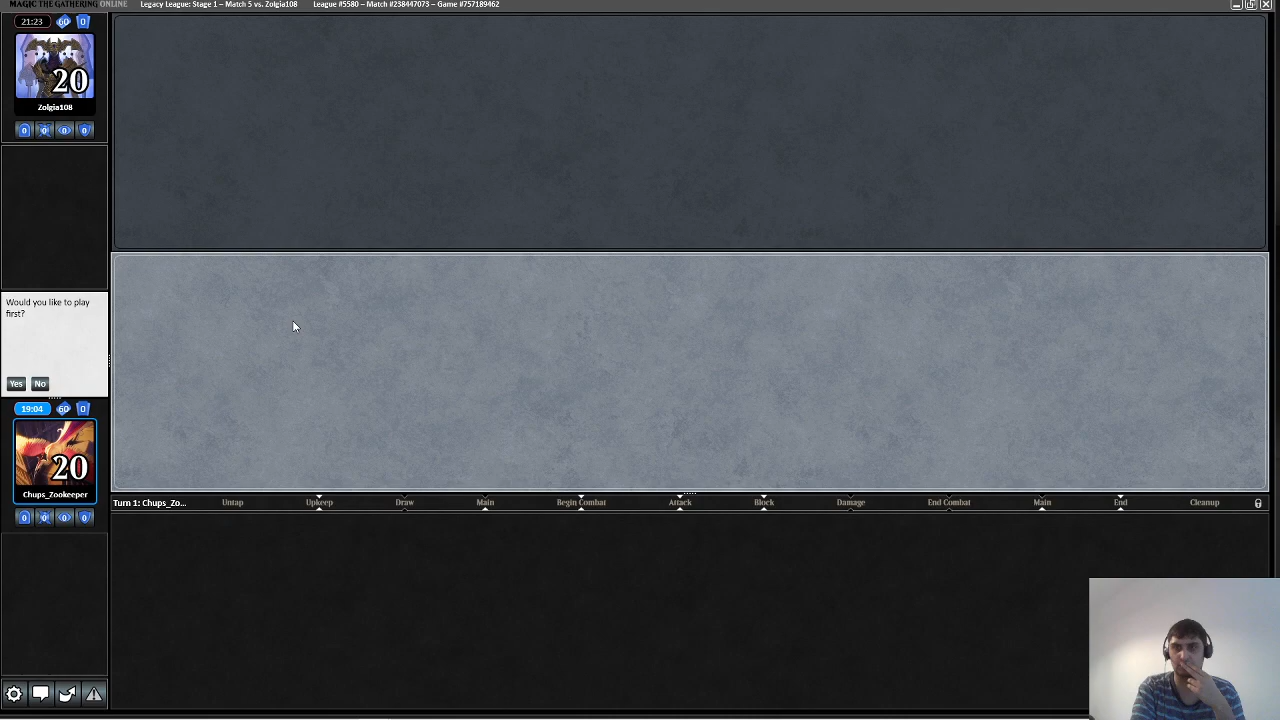 MAGIC THE GATHERING ONLINE
Legacy League: Stage 1 – Match 5 vs. Zolgia108
League #5580 – Match #238447073 – Game #757189462
21:23
60
0
20
Zolgia108
0
0
0
0
Would you like to play
first?
Yes
No
19:04
60
0
20
Chups_Zookeeper
0
0
0
0
Turn 1: Chups_Zo...
Untap
Upkeep
Draw
Main
Begin Combat
Attack
Block
Damage
End Combat
Main
End
Cleanup